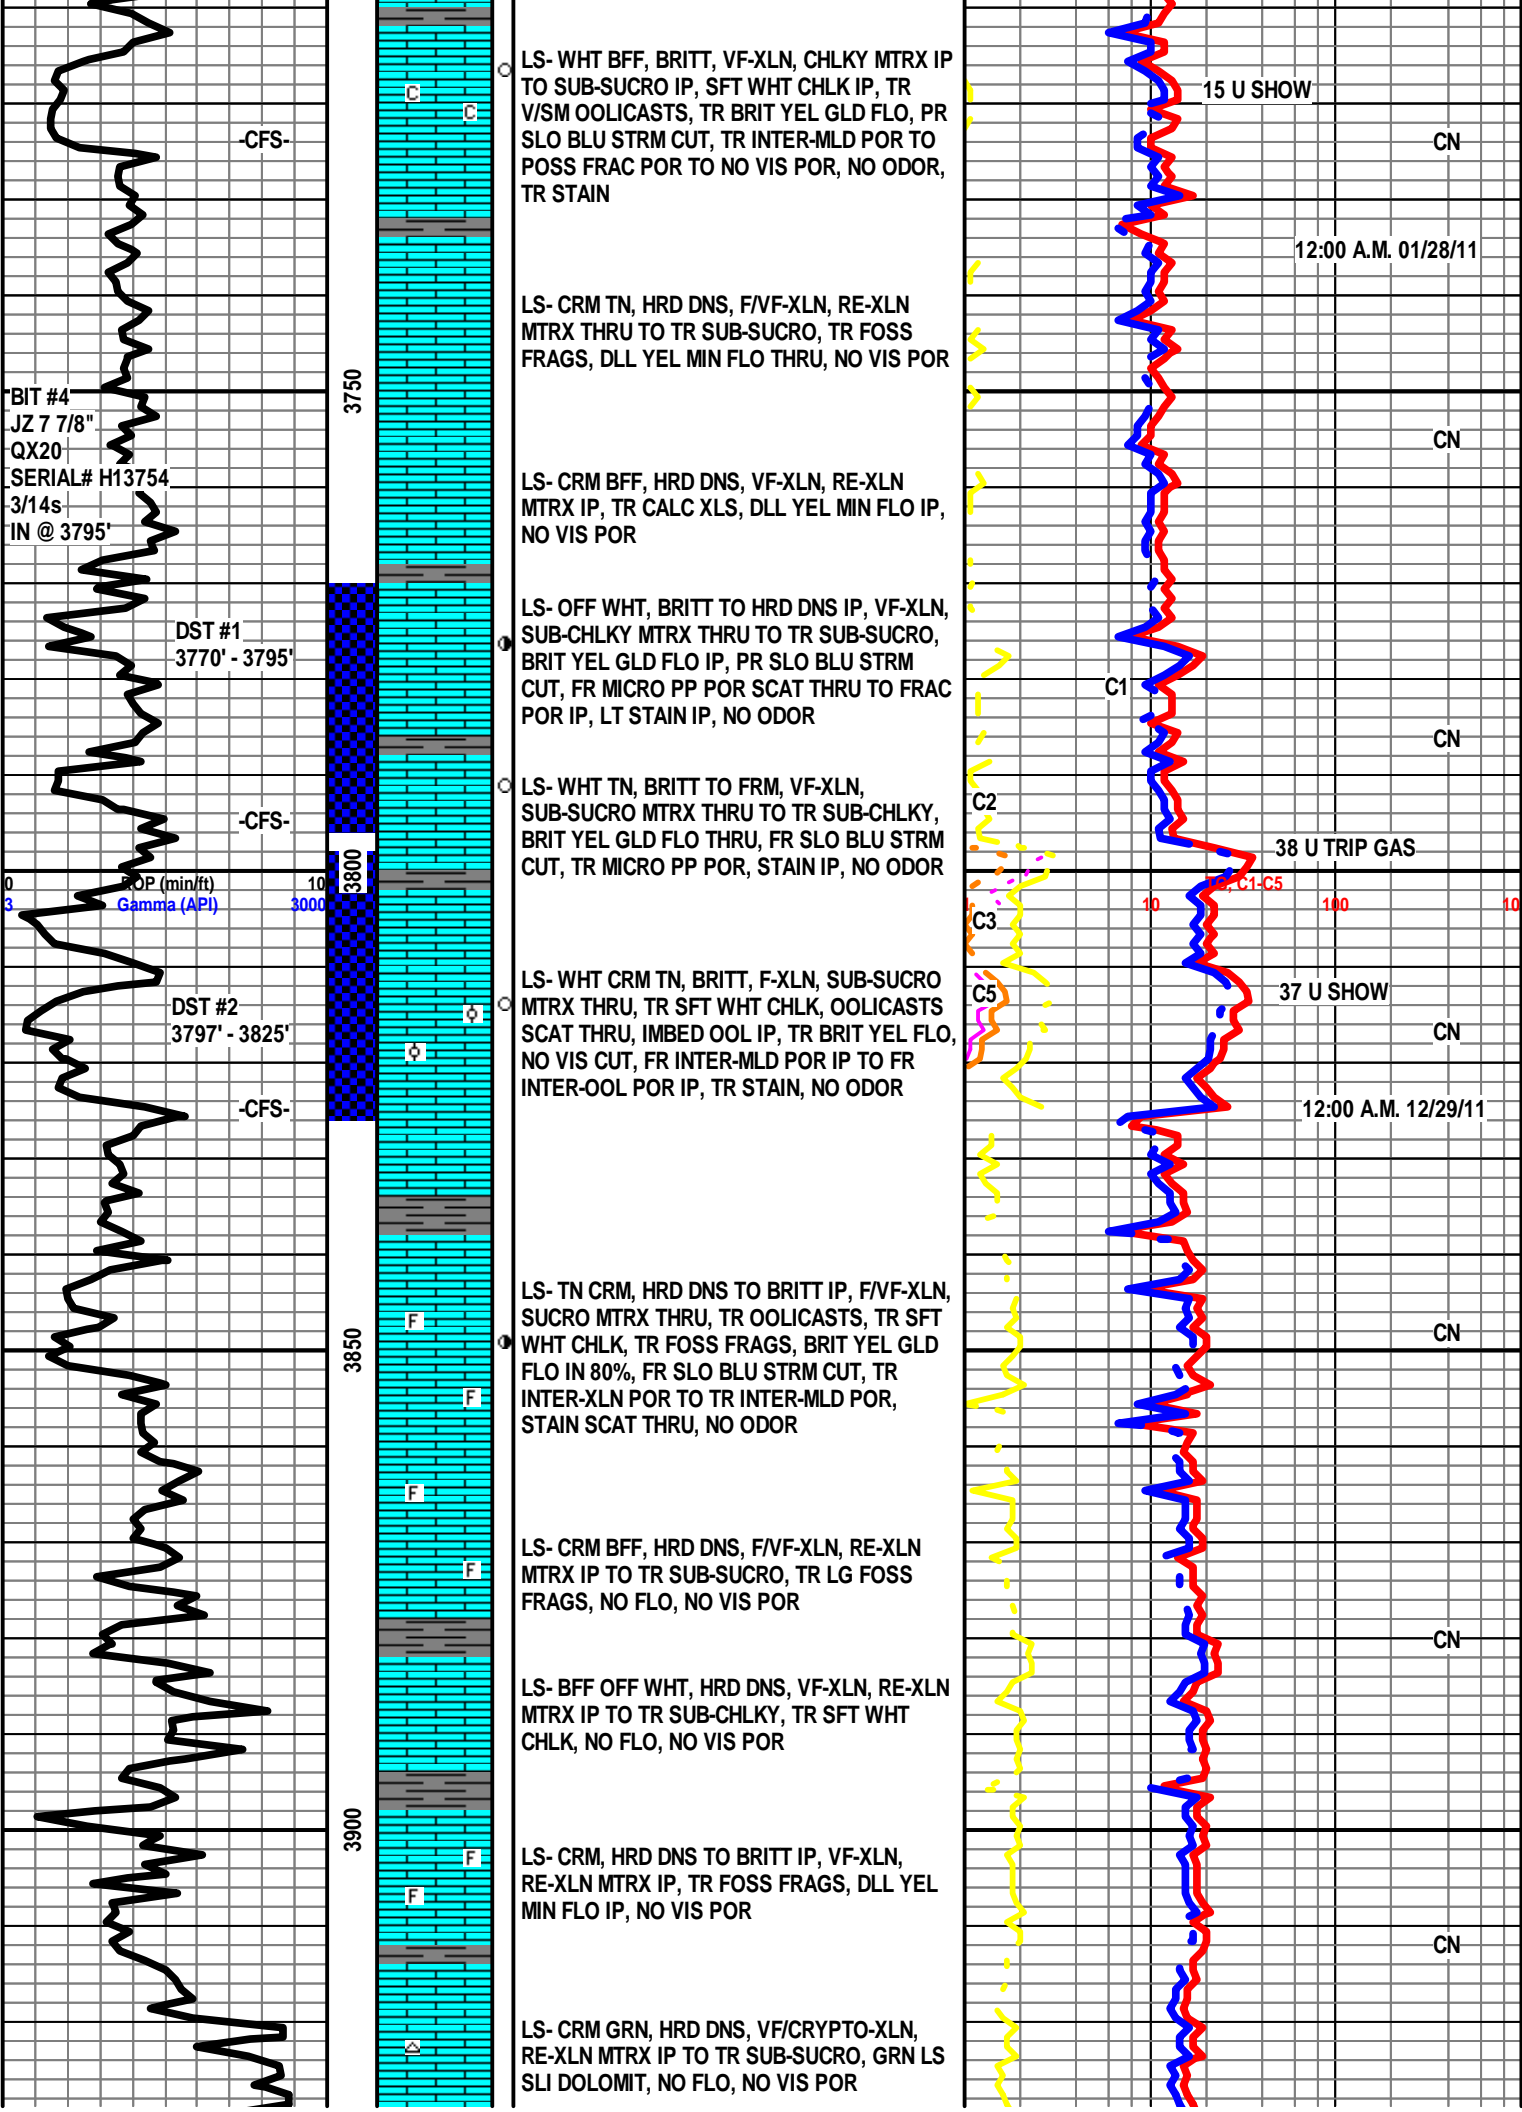 LS- WHT BFF, BRITT, VF-XLN, CHLKY MTRX IP
TO SUB-SUCRO IP, SFT WHT CHLK IP, TR
V/SM OOLICASTS, TR BRIT YEL GLD FLO, PR
SLO BLU STRM CUT, TR INTER-MLD POR TO
POSS FRAC POR TO NO VIS POR, NO ODOR,
TR STAIN
C
C
-CFS-
15 U SHOW
CN
12:00 A.M. 01/28/11
LS- CRM TN, HRD DNS, F/VF-XLN, RE-XLN
MTRX THRU TO TR SUB-SUCRO, TR FOSS
FRAGS, DLL YEL MIN FLO THRU, NO VIS POR
3750
BIT #4
JZ 7 7/8"
QX20
SERIAL# H13754
3/14s
IN @ 3795'
CN
LS- CRM BFF, HRD DNS, VF-XLN, RE-XLN
MTRX IP, TR CALC XLS, DLL YEL MIN FLO IP,
NO VIS POR
DST #1
3770' - 3795'
LS- OFF WHT, BRITT TO HRD DNS IP, VF-XLN,
SUB-CHLKY MTRX THRU TO TR SUB-SUCRO,
BRIT YEL GLD FLO IP, PR SLO BLU STRM
CUT, FR MICRO PP POR SCAT THRU TO FRAC
POR IP, LT STAIN IP, NO ODOR
C1
CN
-CFS-
LS- WHT TN, BRITT TO FRM, VF-XLN,
SUB-SUCRO MTRX THRU TO TR SUB-CHLKY,
BRIT YEL GLD FLO THRU, FR SLO BLU STRM
CUT, TR MICRO PP POR, STAIN IP, NO ODOR
C2
38 U TRIP GAS
3800
0 ROP (min/ft) 10
3 Gamma (API) 3000
TG, C1-C5
10 100 10
C3
DST #2
3797' - 3825'
LS- WHT CRM TN, BRITT, F-XLN, SUB-SUCRO
MTRX THRU, TR SFT WHT CHLK, OOLICASTS
SCAT THRU, IMBED OOL IP, TR BRIT YEL FLO,
NO VIS CUT, FR INTER-MLD POR IP TO FR
INTER-OOL POR IP, TR STAIN, NO ODOR
C5
37 U SHOW
CN
-CFS-
12:00 A.M. 12/29/11
LS- TN CRM, HRD DNS TO BRITT IP, F/VF-XLN,
SUCRO MTRX THRU, TR OOLICASTS, TR SFT
WHT CHLK, TR FOSS FRAGS, BRIT YEL GLD
FLO IN 80%, FR SLO BLU STRM CUT, TR
INTER-XLN POR TO TR INTER-MLD POR,
STAIN SCAT THRU, NO ODOR
F
3850
CN
F
F
LS- CRM BFF, HRD DNS, F/VF-XLN, RE-XLN
MTRX IP TO TR SUB-SUCRO, TR LG FOSS
FRAGS, NO FLO, NO VIS POR
F
CN
LS- BFF OFF WHT, HRD DNS, VF-XLN, RE-XLN
MTRX IP TO TR SUB-CHLKY, TR SFT WHT
CHLK, NO FLO, NO VIS POR
3900
LS- CRM, HRD DNS TO BRITT IP, VF-XLN,
RE-XLN MTRX IP, TR FOSS FRAGS, DLL YEL
MIN FLO IP, NO VIS POR
F
F
CN
LS- CRM GRN, HRD DNS, VF/CRYPTO-XLN,
RE-XLN MTRX IP TO TR SUB-SUCRO, GRN LS
SLI DOLOMIT, NO FLO, NO VIS POR